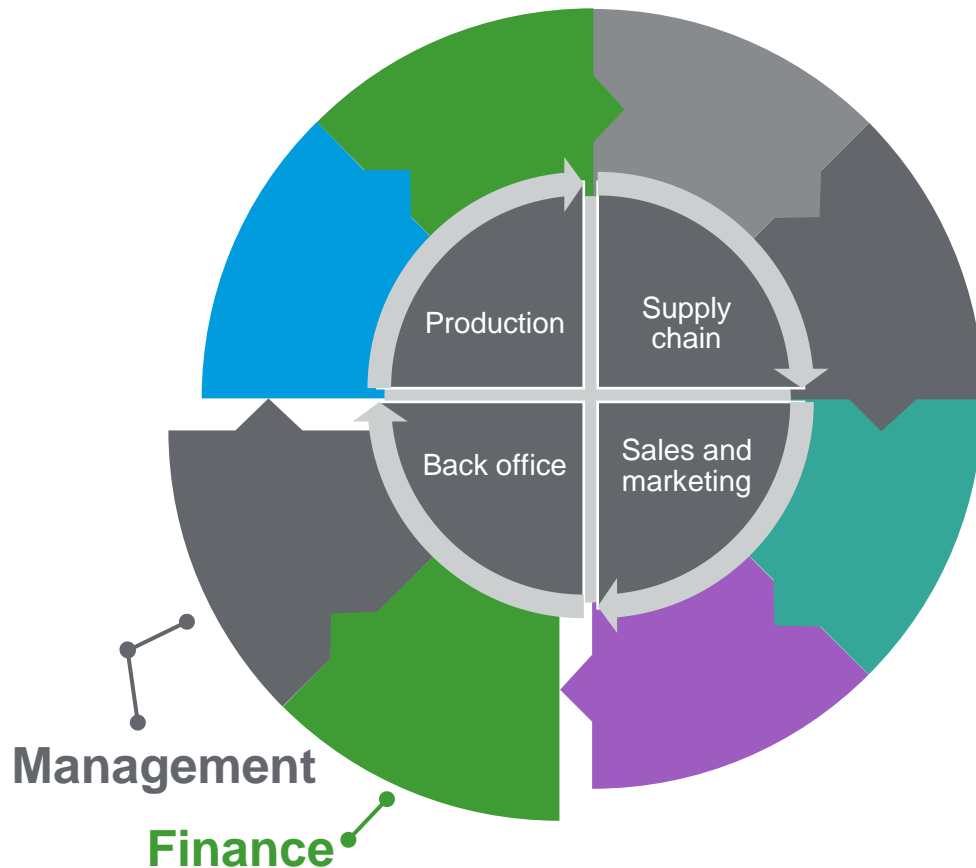 Production
Supply
chain
Back office
Sales and
marketing
Management
Finance